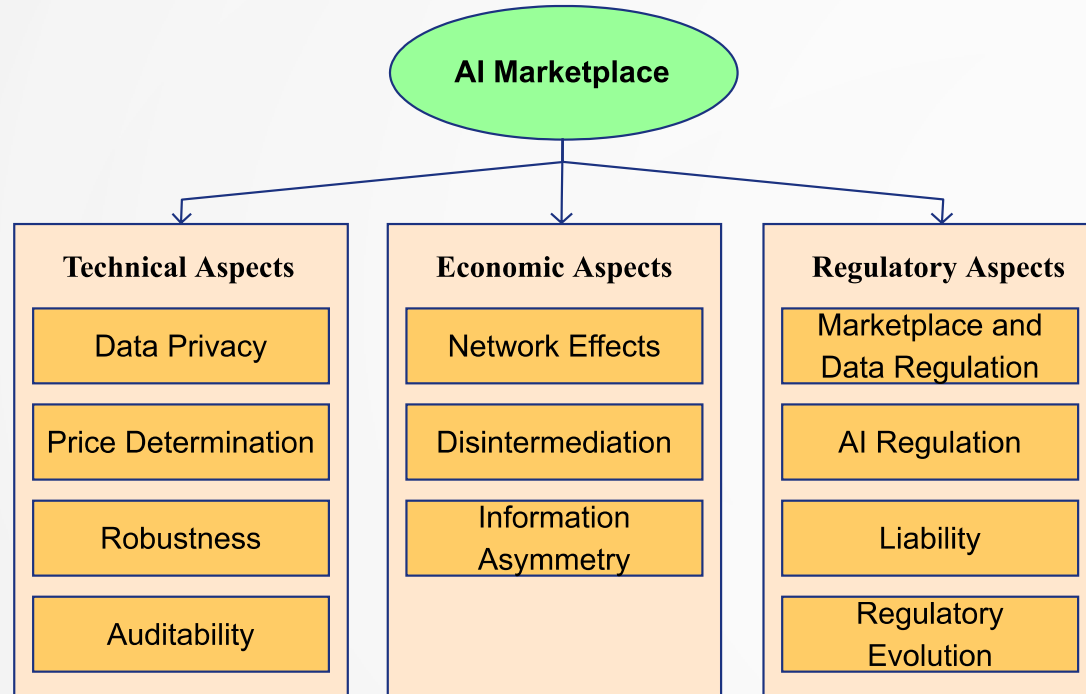 AI Marketplace
Technical Aspects
Data Privacy
Price Determination
Robustness
Auditability
Economic Aspects
Network Effects
Disintermediation
Information
Asymmetry
Regulatory Aspects
Marketplace and
Data Regulation
AI Regulation
Liability
Regulatory
Evolution